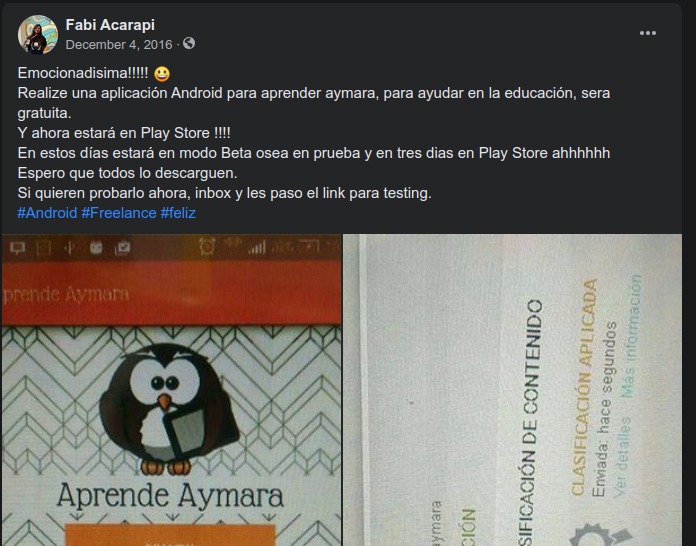 Fabi Acarapi
December 4, 2016 ·
Emocionadisima!!!!! 😀
Realize una aplicación Android para aprender aymara, para ayudar en la educación, sera
gratuita.
Y ahora estará en Play Store !!!!
En estos días estará en modo Beta osea en prueba y en tres dias en Play Store ahhhhhh
Espero que todos lo descarguen.
Si quieren probarlo ahora, inbox y les paso el link para testing.
#Android #Freelance #feliz
prende Aymara
Aprende Aymara
aymara
CIÓN
SIFICACIÓN DE CONTENIDO
CLASIFICACIÓN APLICADA
Enviada: hace segundos
Ver detalles Más información